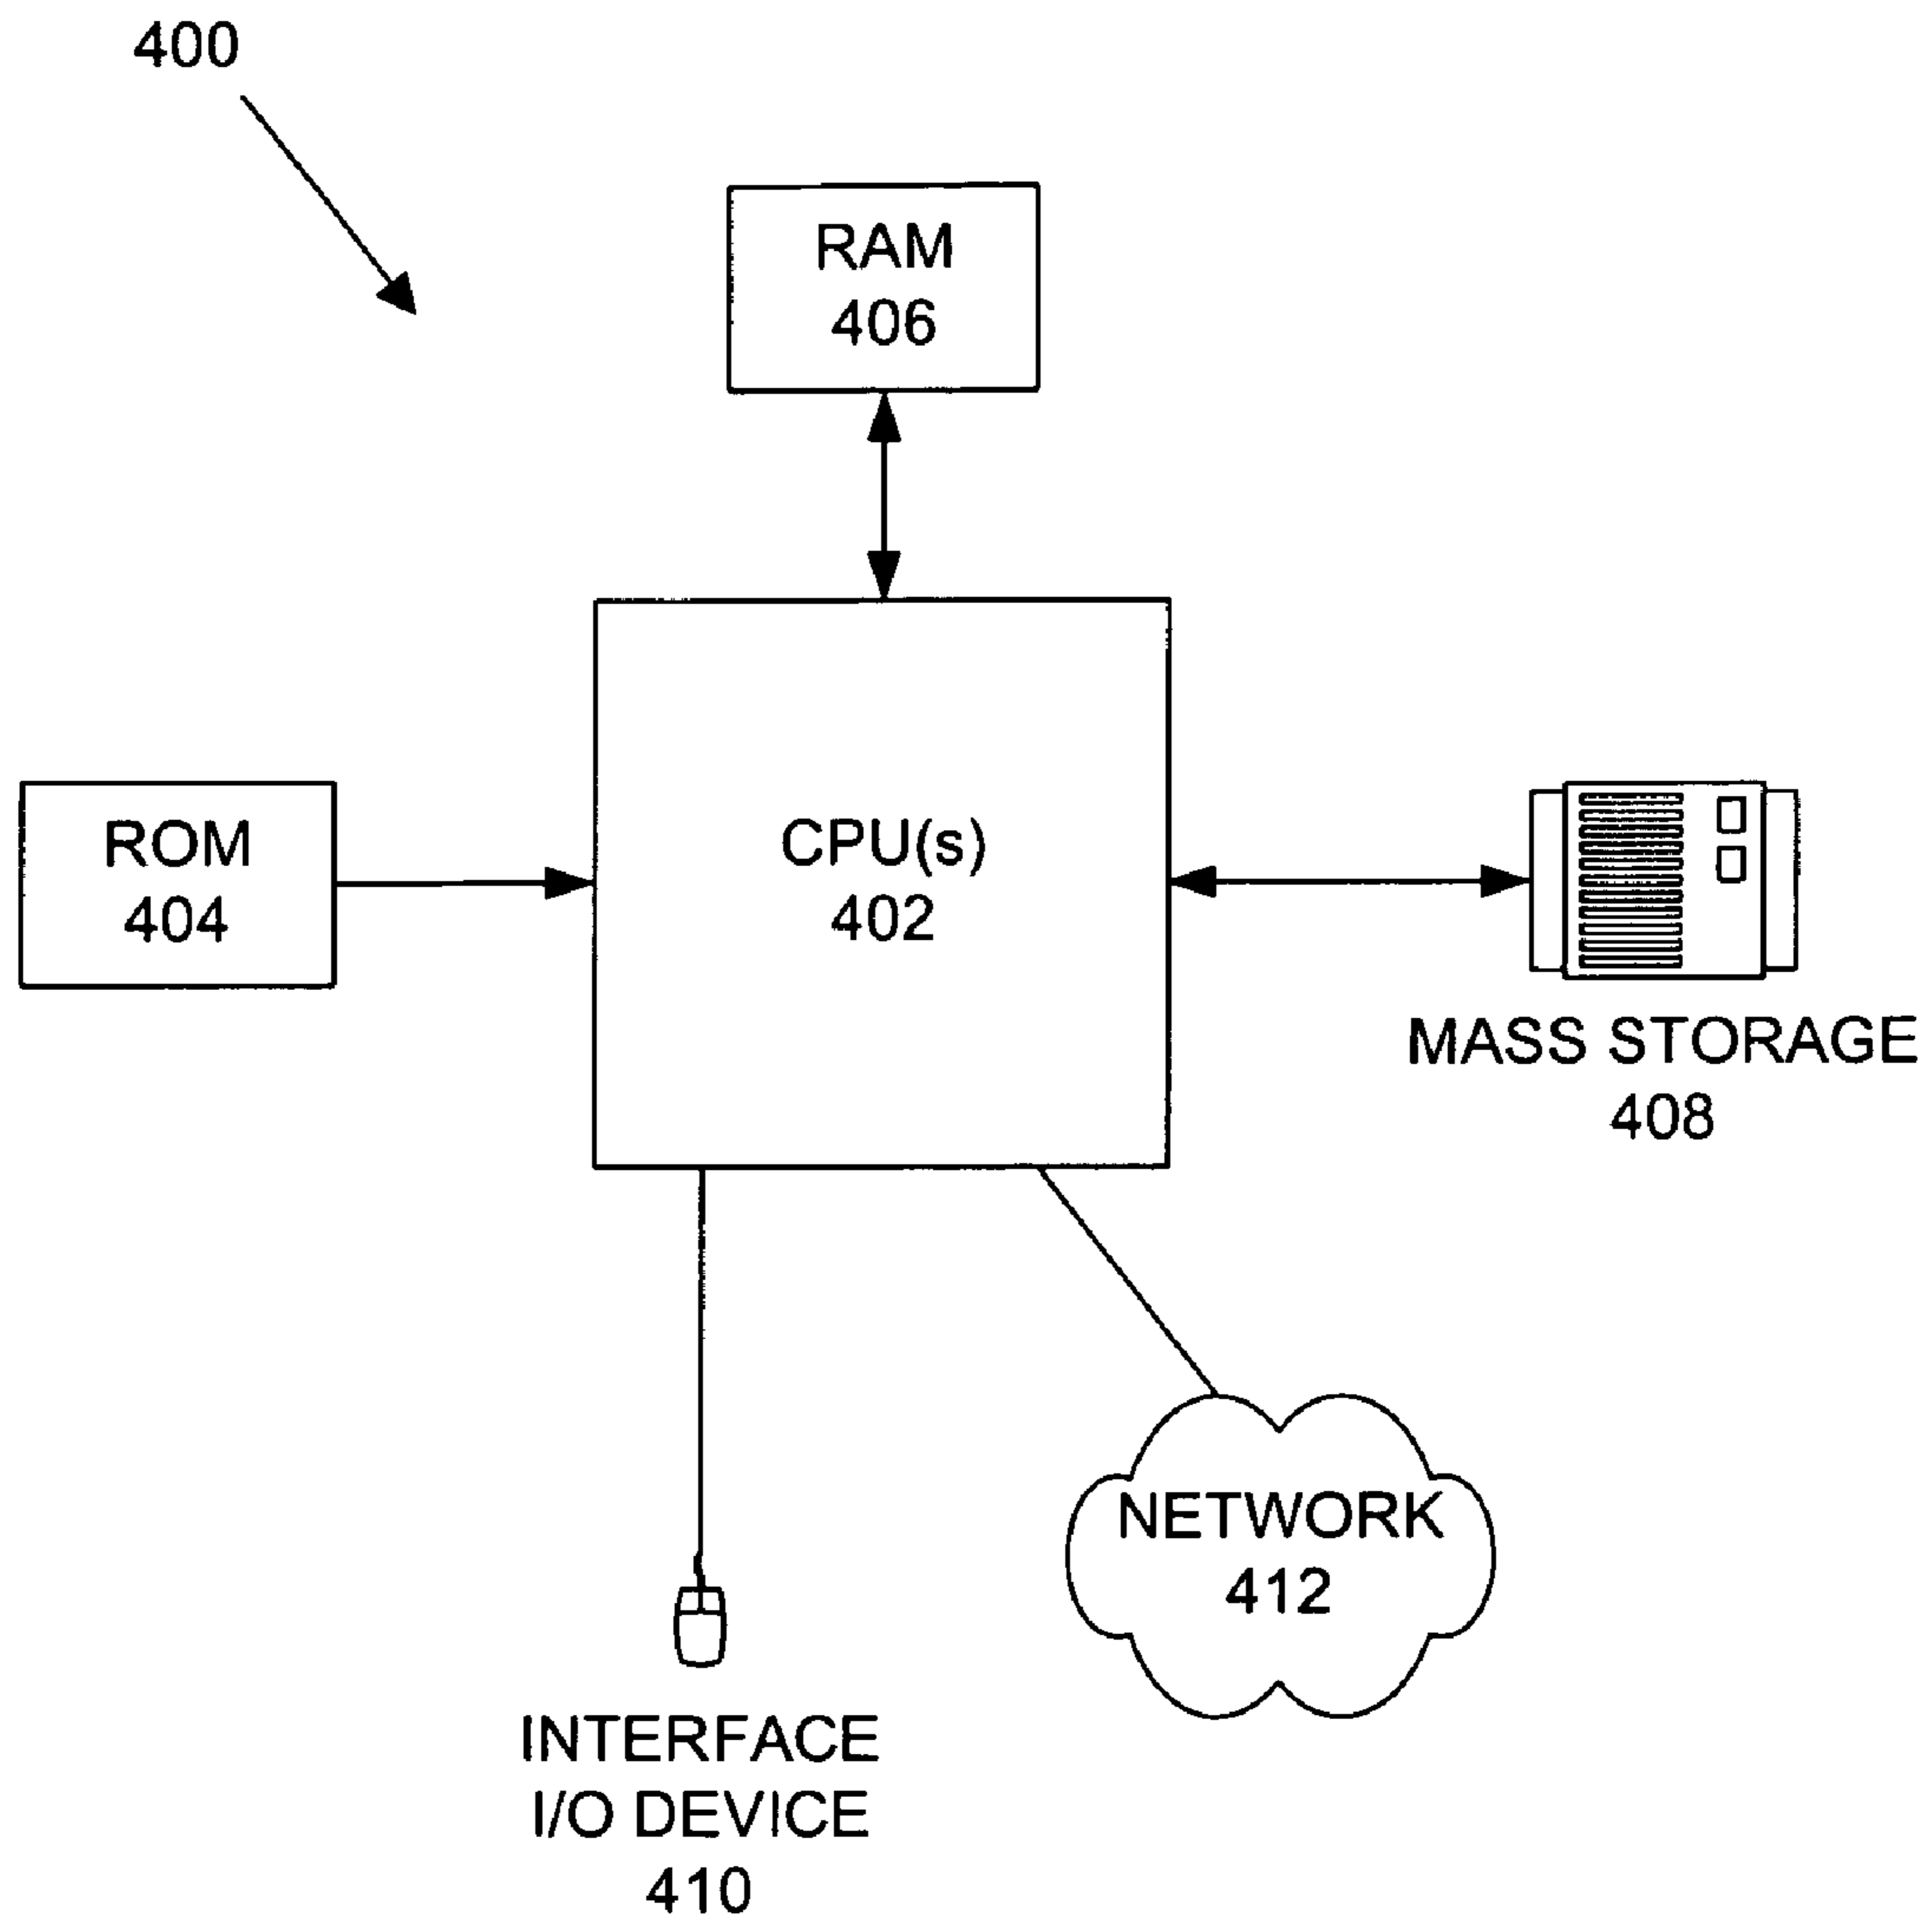 400
RAM
406
ROM
404
CPU(s)
402
MASS STORAGE
408
NETWORK
412
INTERFACE
I/O DEVICE
410